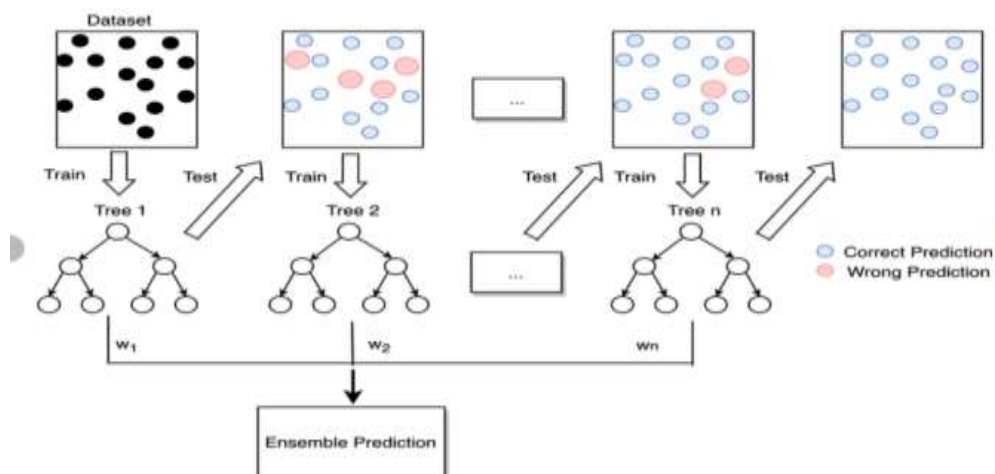 Dataset
...
Train
Test
Train
Test
Train
Test
Tree 1
Tree 2
Tree n
...
Correct Prediction
Wrong Prediction
w1
w2
wn
Ensemble Prediction